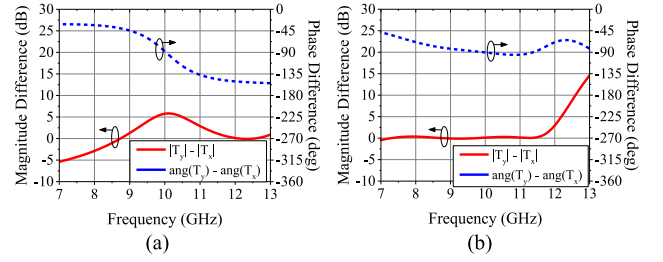 Magnitude Difference (dB)
30
25
20
15
10
5
0
-5
-10
0
-45
-90
-135
-180
-225
-270
-315
-360
Phase Difference (deg)
|Ty| - |Tx|
ang(Ty) - ang(Tx)
7 8 9 10 11 12 13
Frequency (GHz)
(a)
Magnitude Difference (dB)
30
25
20
15
10
5
0
-5
-10
0
-45
-90
-135
-180
-225
-270
-315
-360
Phase Difference (deg)
|Ty| - |Tx|
ang(Ty) - ang(Tx)
7 8 9 10 11 12 13
Frequency (GHz)
(b)